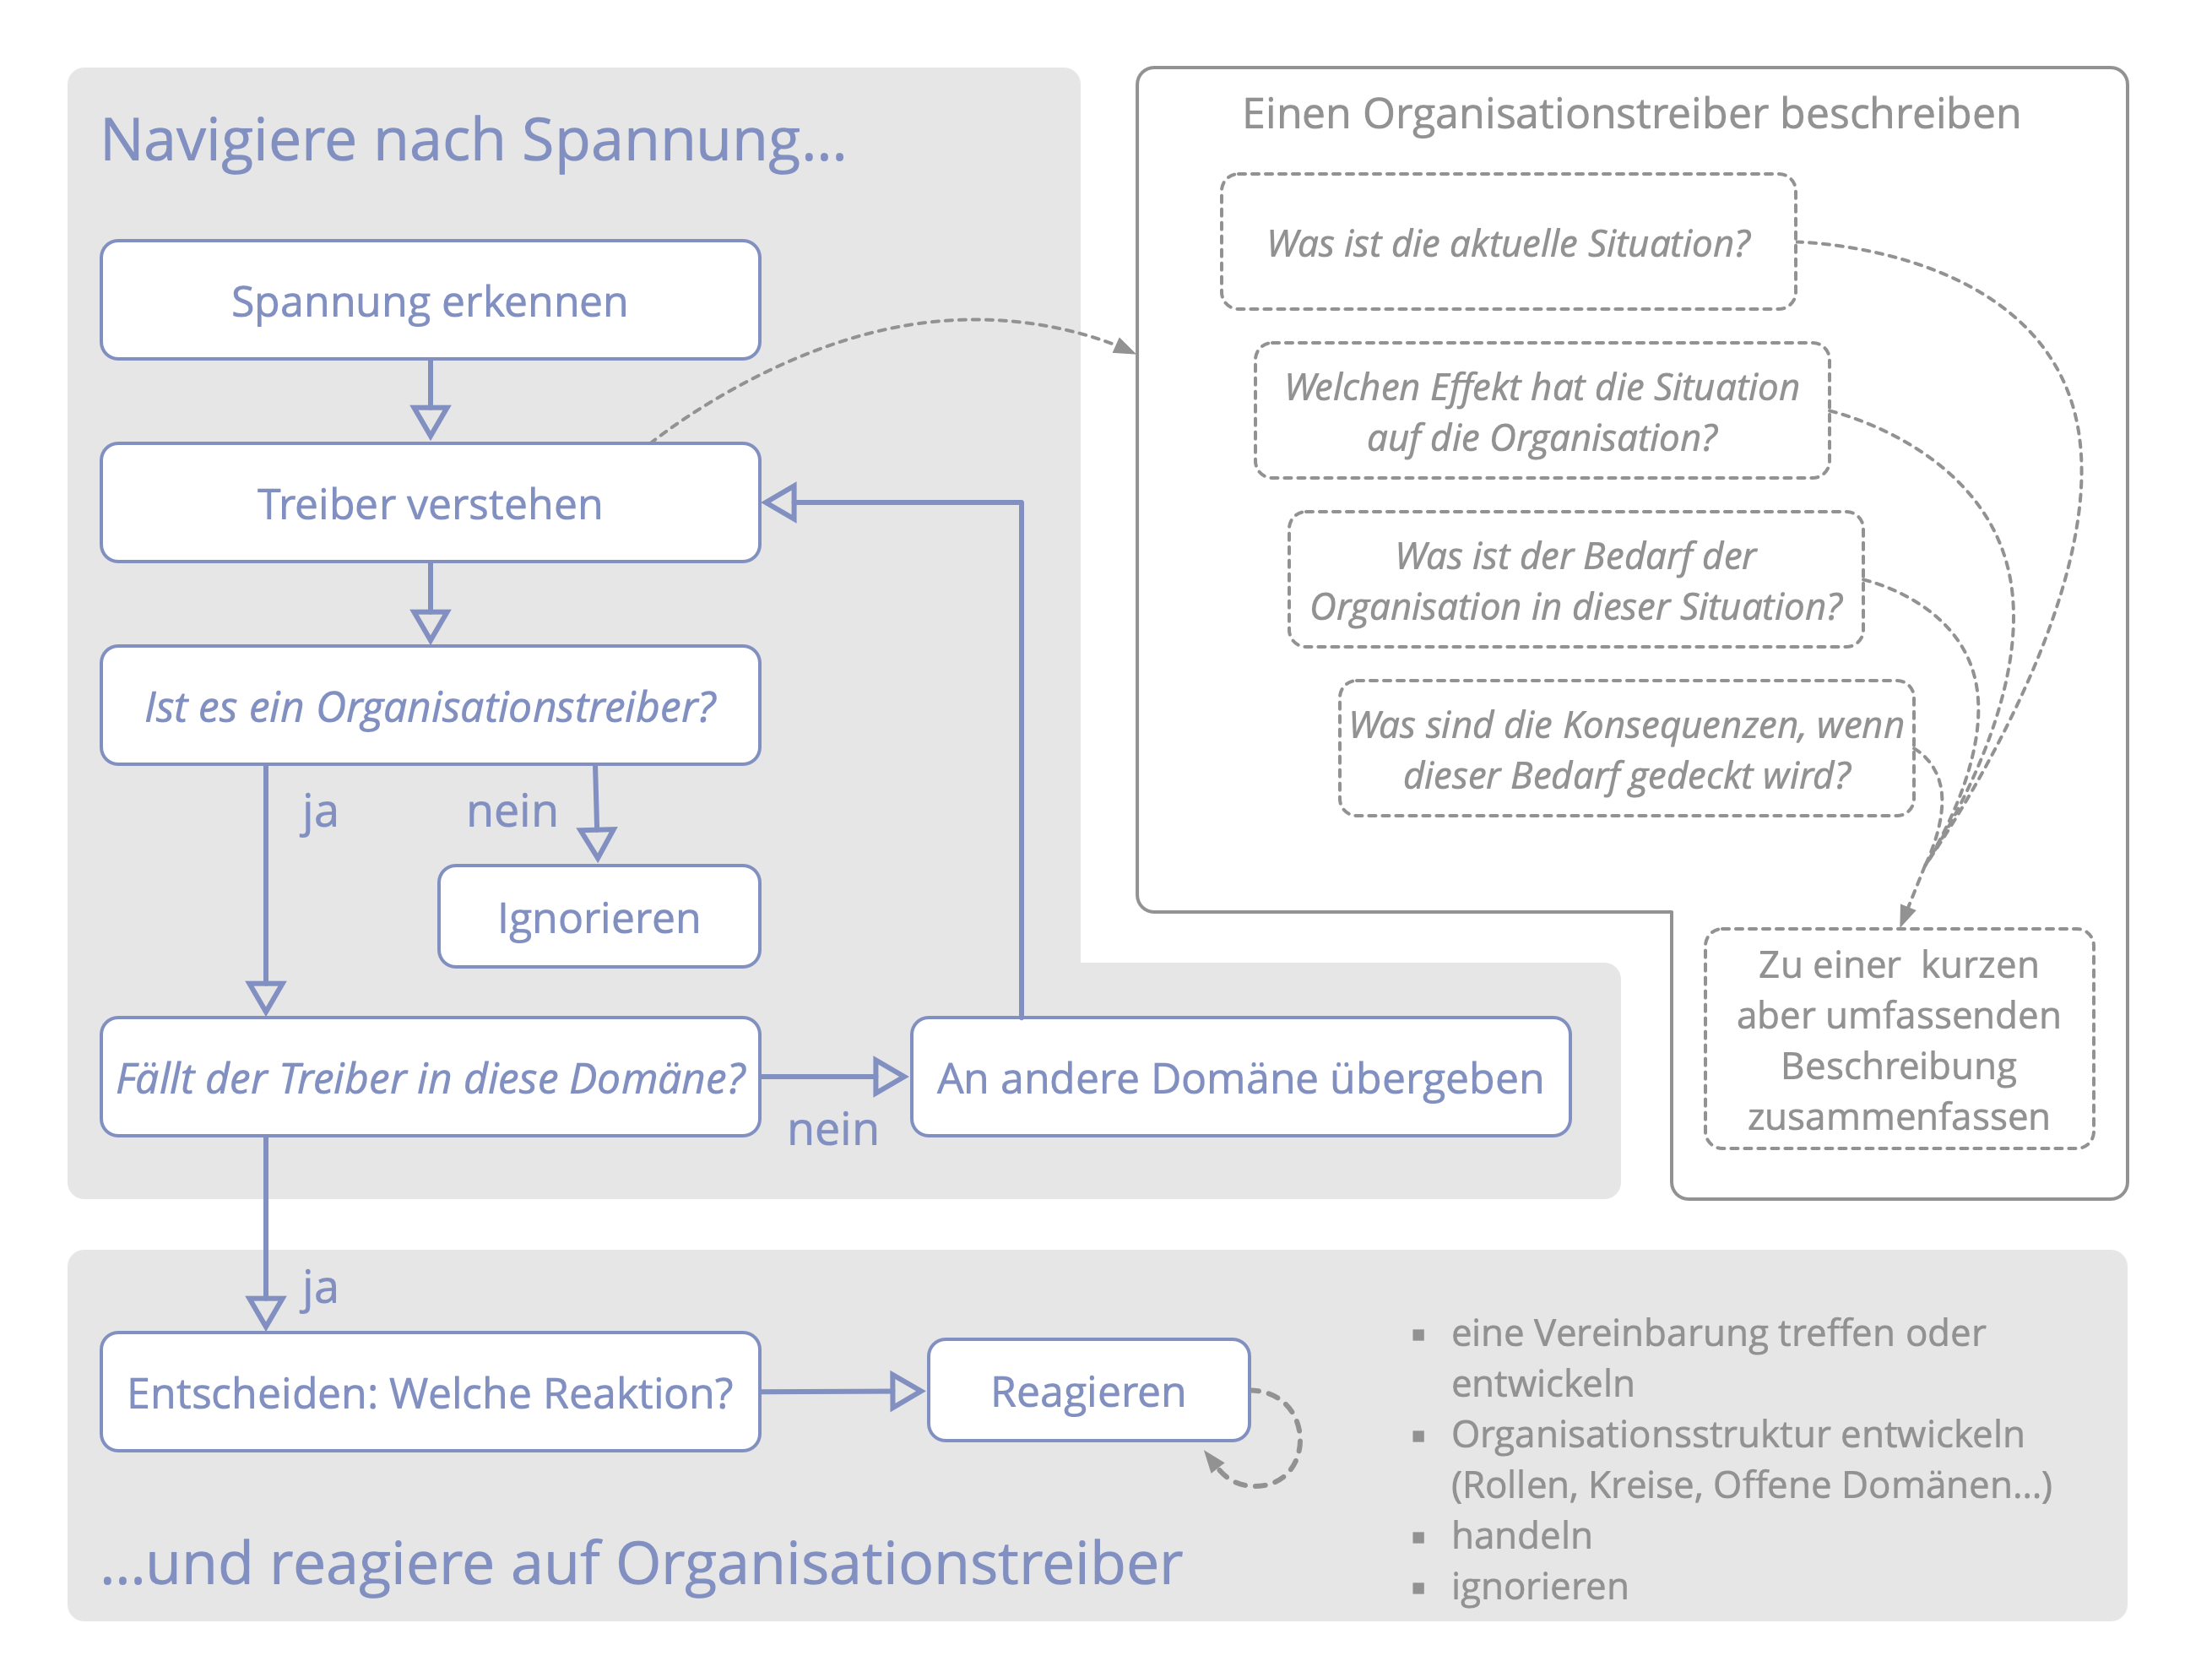 Navigiere nach Spannung...
Spannung erkennen
Treiber verstehen
Ist es ein Organisationstreiber?
ja
nein
Ignorieren
Fällt der Treiber in diese Domäne?
nein
An andere Domäne übergeben
Einen Organisationstreiber beschreiben
Was ist die aktuelle Situation?
Welchen Effekt hat die Situation
auf die Organisation?
Was ist der Bedarf der
Organisation in dieser Situation?
Was sind die Konsequenzen, wenn
dieser Bedarf gedeckt wird?
Zu einer kurzen
aber umfassenden
Beschreibung
zusammenfassen
ja
Entscheiden: Welche Reaktion?
Reagieren
▪ eine Vereinbarung treffen oder
entwickeln
▪ Organisationsstruktur entwickeln
(Rollen, Kreise, Offene Domänen...)
▪ handeln
▪ ignorieren
...und reagiere auf Organisationstreiber